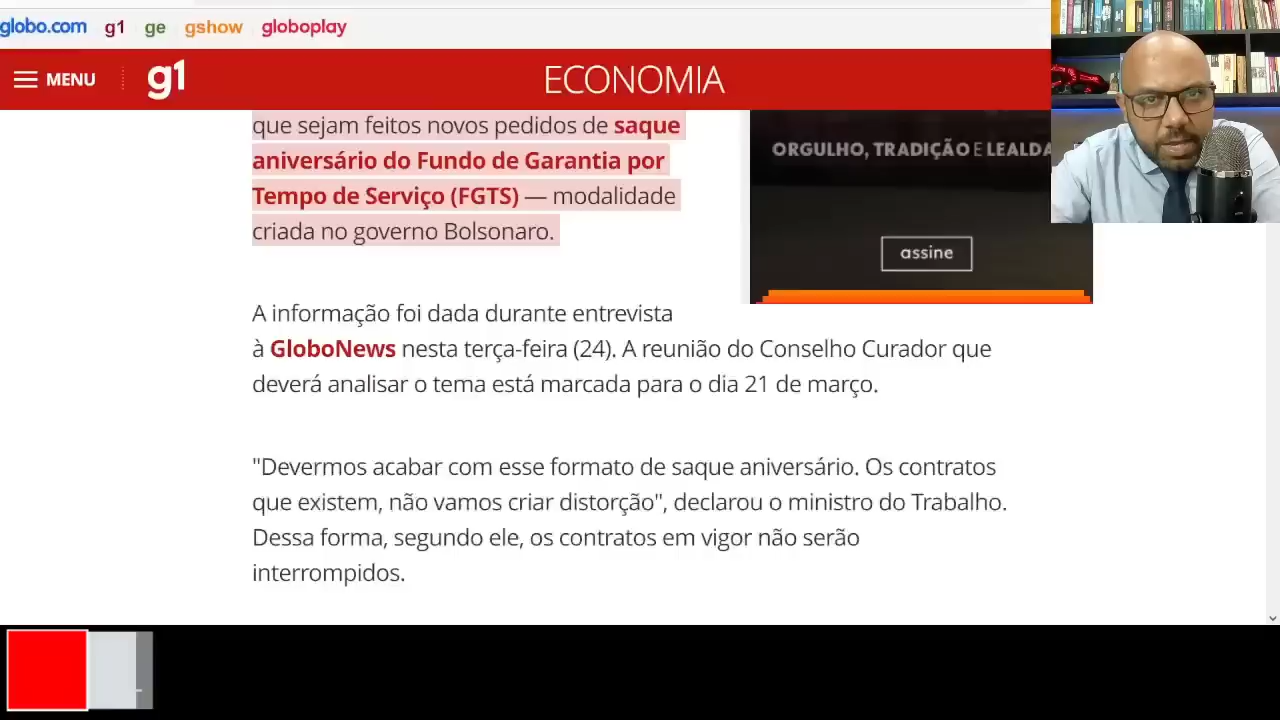 globo.com g1 ge gshow globoplay
MENU g1 ECONOMIA
que sejam feitos novos pedidos de saque
aniversário do Fundo de Garantia por
Tempo de Serviço (FGTS) — modalidade
criada no governo Bolsonaro.
ORGULHO, TRADIÇÃO E LEALDA
assine
A informação foi dada durante entrevista
à GloboNews nesta terça-feira (24). A reunião do Conselho Curador que
deverá analisar o tema está marcada para o dia 21 de março.
"Devermos acabar com esse formato de saque aniversário. Os contratos
que existem, não vamos criar distorção", declarou o ministro do Trabalho.
Dessa forma, segundo ele, os contratos em vigor não serão
interrompidos.